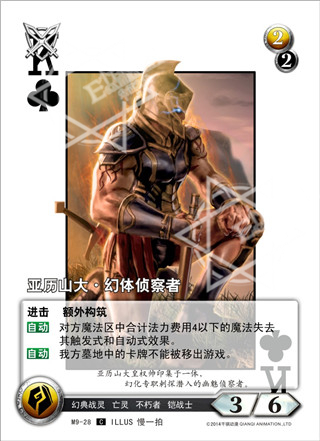 K
2
2
亚历山大·幻体侦察者
进击 额外构筑
自动 对方魔法区中合计法力费用4以下的魔法失去
其触发式和自动式效果。
自动 我方墓地中的卡牌不能被移出游戏。
亚历山大皇权帅印集于一体，
幻化专职刺探潜入的幽魅侦察者。
幻典战灵 亡灵 不朽者 铠战士
3/6
M9-28 C ILLUS 慢一拍
©2014千骐动漫 QIANQI ANIMATION.,LTD